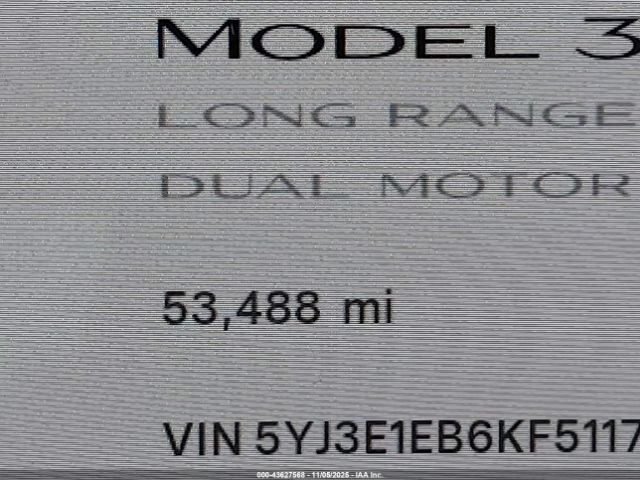 MODEL 3
LONG RANGE
DUAL MOTOR
53,488 mi
VIN 5YJ3E1EB6KF5117
000-43627568 - 11/05/2025 - IAA Inc.